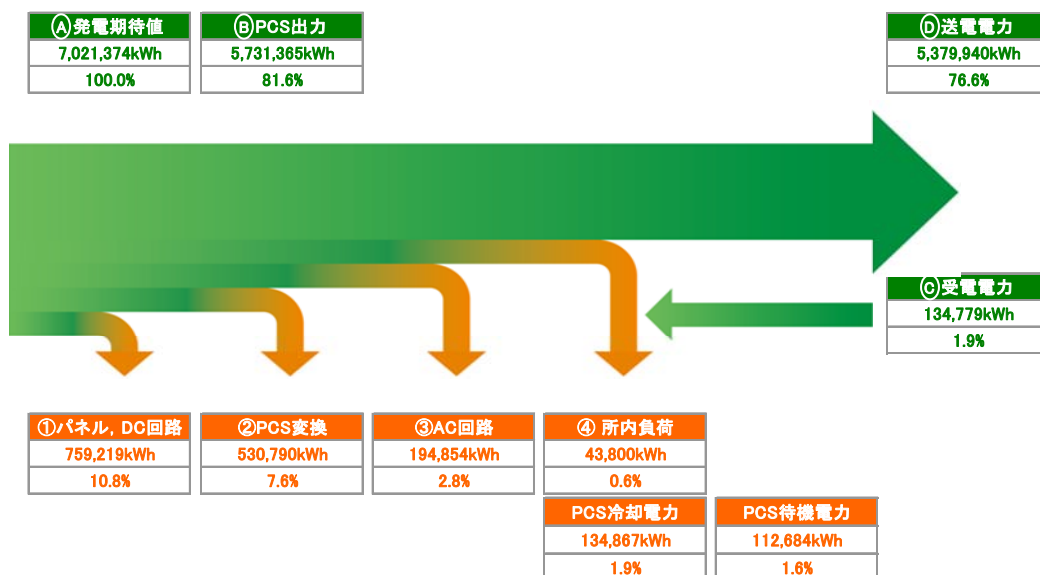 Ⓐ発電期待値
7,021,374kWh
100.0%
ⒷPCS出力
5,731,365kWh
81.6%
Ⓓ送電電力
5,379,940kWh
76.6%
Ⓒ受電電力
134,779kWh
1.9%
①パネル, DC回路
759,219kWh
10.8%
②PCS変換
530,790kWh
7.6%
③AC回路
194,854kWh
2.8%
④ 所内負荷
43,800kWh
0.6%
PCS冷却電力
134,867kWh
1.9%
PCS待機電力
112,684kWh
1.6%